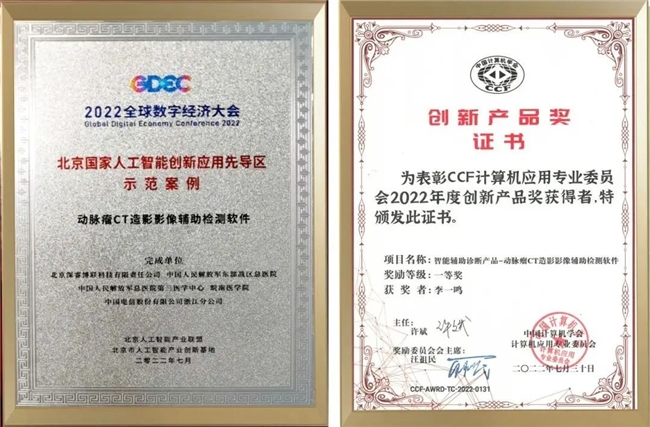 GDEC
2022全球数字经济大会
Global Digital Economy Conference 2022
北京国家人工智能创新应用先导区
示范案例
动脉瘤CT造影影像辅助检测软件
完成单位
北京深睿博联科技有限责任公司 中国人民解放军东部战区总医院
中国人民解放军总医院第三医学中心 皖南医学院
中国电信股份有限公司浙江分公司
北京人工智能产业联盟
北京市人工智能产业创新基地
二零二二年七月
中国计算机学会
CCF
创新产品奖
证书
为表彰CCF计算机应用专业委员
会2022年度创新产品奖获得者,特
颁发此证书。
项目名称:智能辅助诊断产品-动脉瘤CT造影影像辅助检测软件
奖励等级:一等奖
获 奖 者:李一鸣
主任:
许斌
奖励委员会主席:
汪祖民
中国计算机学会
计算机应用专业委员会
二〇二二年七月三十日
CCF-AWRD-TC-2022-0131